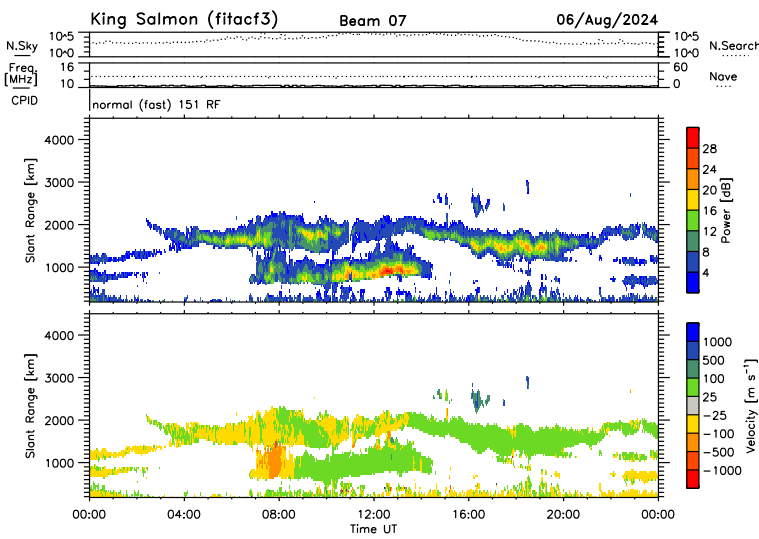 King Salmon (fitacf3) Beam 07 06/Aug/2024
N.Sky 10^5 10^0 10^5 10^0 N.Search
Freq. [MHz] 16 10 60 0 Nave
CPID normal (fast) 151 RF
Slant Range [km] 4000 3000 2000 1000
Power [dB] 28 24 20 16 12 8 4
Slant Range [km] 4000 3000 2000 1000
Velocity [m s⁻¹] 1000 500 100 25 −25 −100 −500 −1000
00:00 04:00 08:00 12:00 16:00 20:00 00:00
Time UT